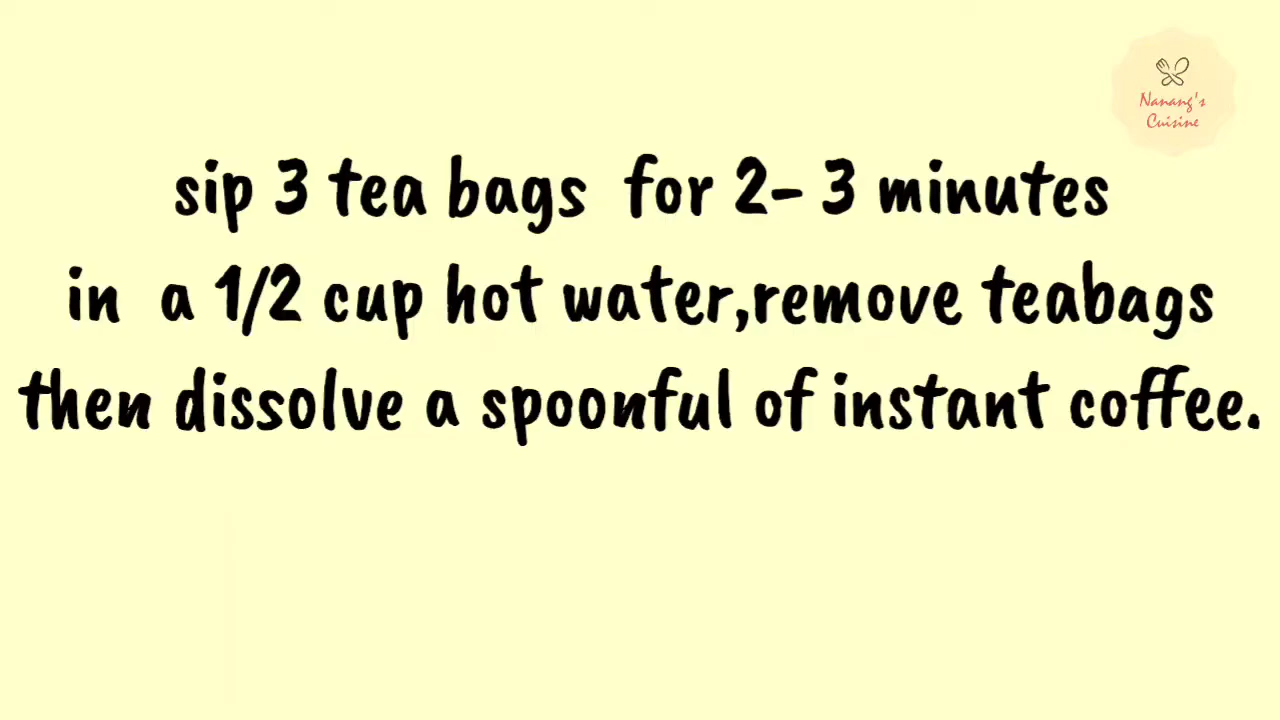 Nanang's
Cuisine
sip 3 tea bags for 2- 3 minutes
in a 1/2 cup hot water,remove teabags
then dissolve a spoonful of instant coffee.